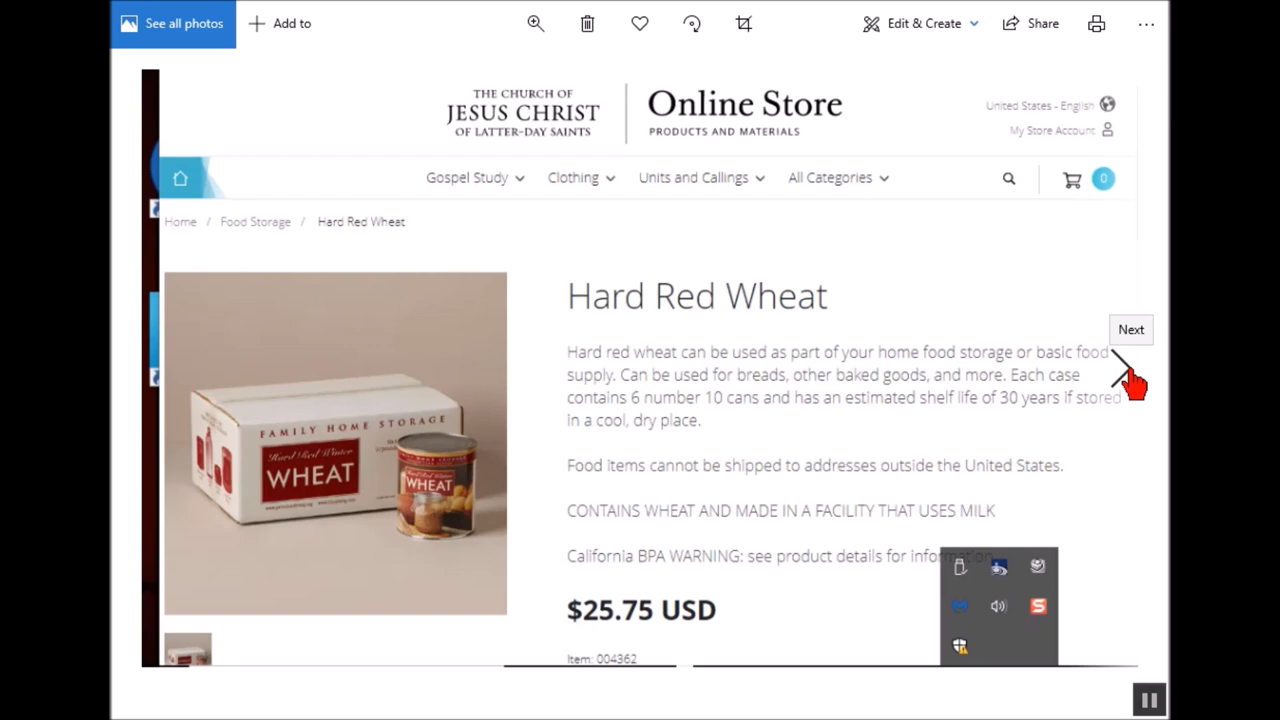 See all photos
Add to
Edit & Create
Share
THE CHURCH OF
JESUS CHRIST
OF LATTER-DAY SAINTS
Online Store
PRODUCTS AND MATERIALS
United States - English
My Store Account
Gospel Study
Clothing
Units and Callings
All Categories
0
Home / Food Storage / Hard Red Wheat
Hard Red Wheat
Next
Hard red wheat can be used as part of your home food storage or basic food
supply. Can be used for breads, other baked goods, and more. Each case
contains 6 number 10 cans and has an estimated shelf life of 30 years if stored
in a cool, dry place.
Food items cannot be shipped to addresses outside the United States.
CONTAINS WHEAT AND MADE IN A FACILITY THAT USES MILK
California BPA WARNING: see product details for information.
$25.75 USD
Item: 004362
FAMILY HOME STORAGE
Hard Red Winter
WHEAT
WHEAT